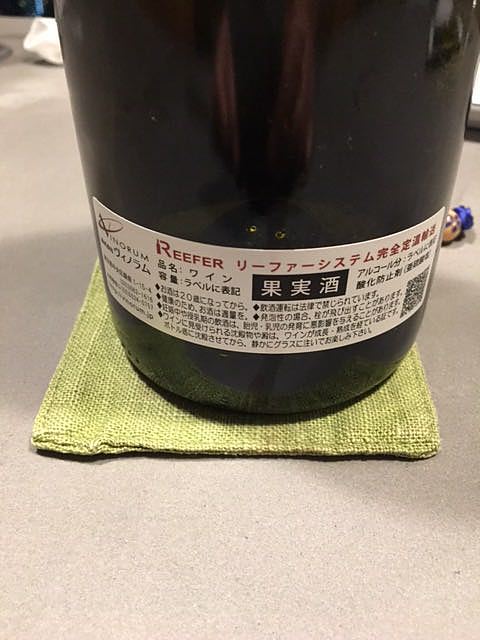 VINORUM
REEFER リーファーシステム完全定温輸送
ヴィノラム
品名：ワイン
容量：ラベルに表記
果実酒
アルコール分：ラベルに表記
酸化防止剤(亜硫酸塩)
◆お酒は20歳になってから。◆飲酒運転は法律で禁じられています。
◆健康のため、お酒は適量を。◆発泡性の場合、栓が飛び出すことがあります。
◆妊娠中や授乳期の飲酒は、胎児・乳児の発育に悪影響を与えることがあります。
◆ワインに見受けられる沈殿物や澱は、ワインが成長・熟成を経ている証です。
ボトル底に沈殿させてから、静かにグラスに注いでお楽しみ下さい。